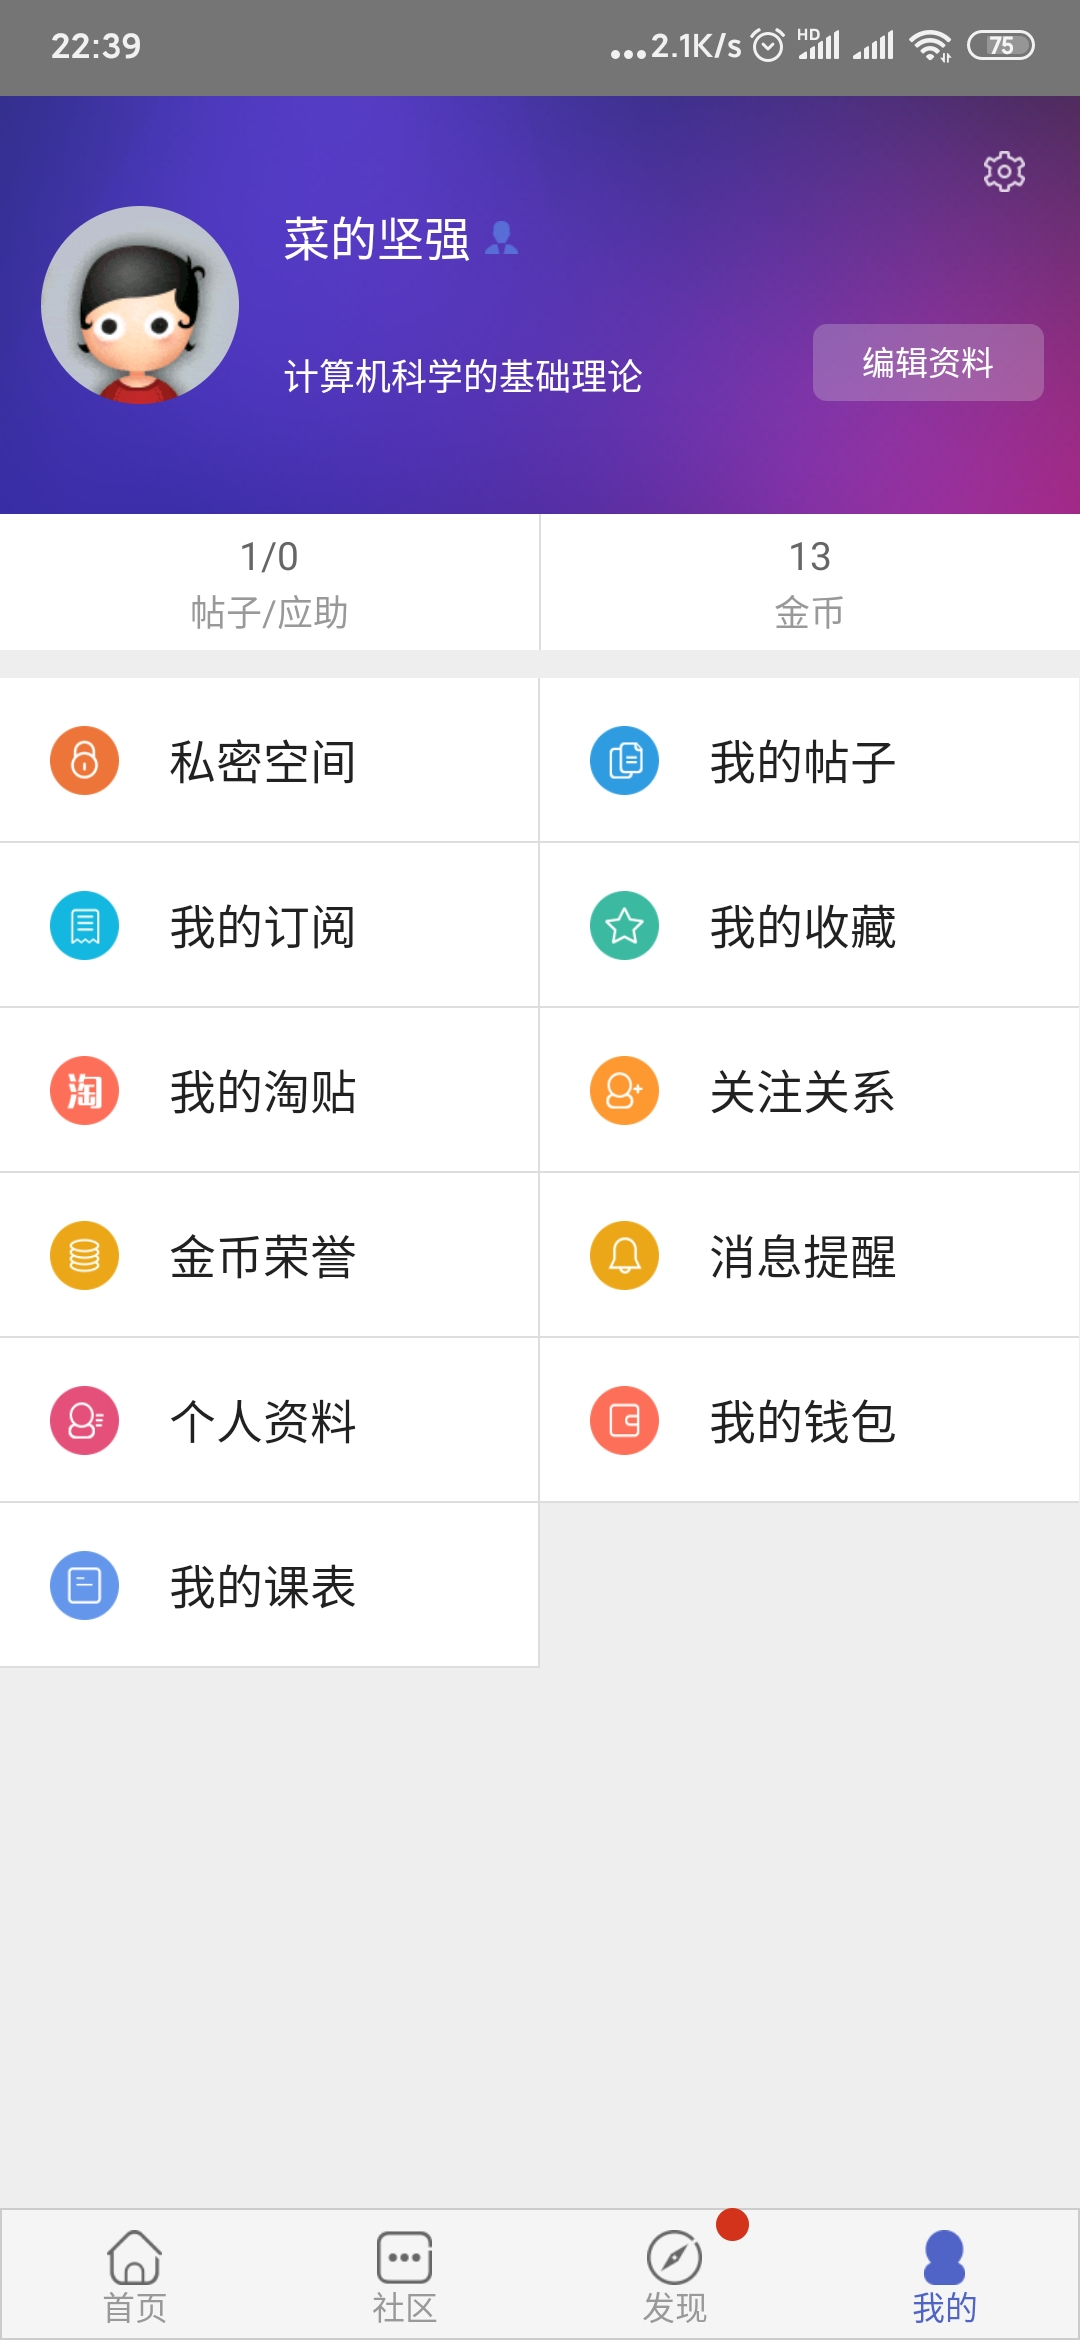 22:39
...2.1K/s HD 75
菜的坚强
计算机科学的基础理论
编辑资料
1/0
帖子/应助
13
金币
私密空间
我的帖子
我的订阅
我的收藏
淘 我的淘贴
关注关系
金币荣誉
消息提醒
个人资料
我的钱包
我的课表
首页
社区
发现
我的